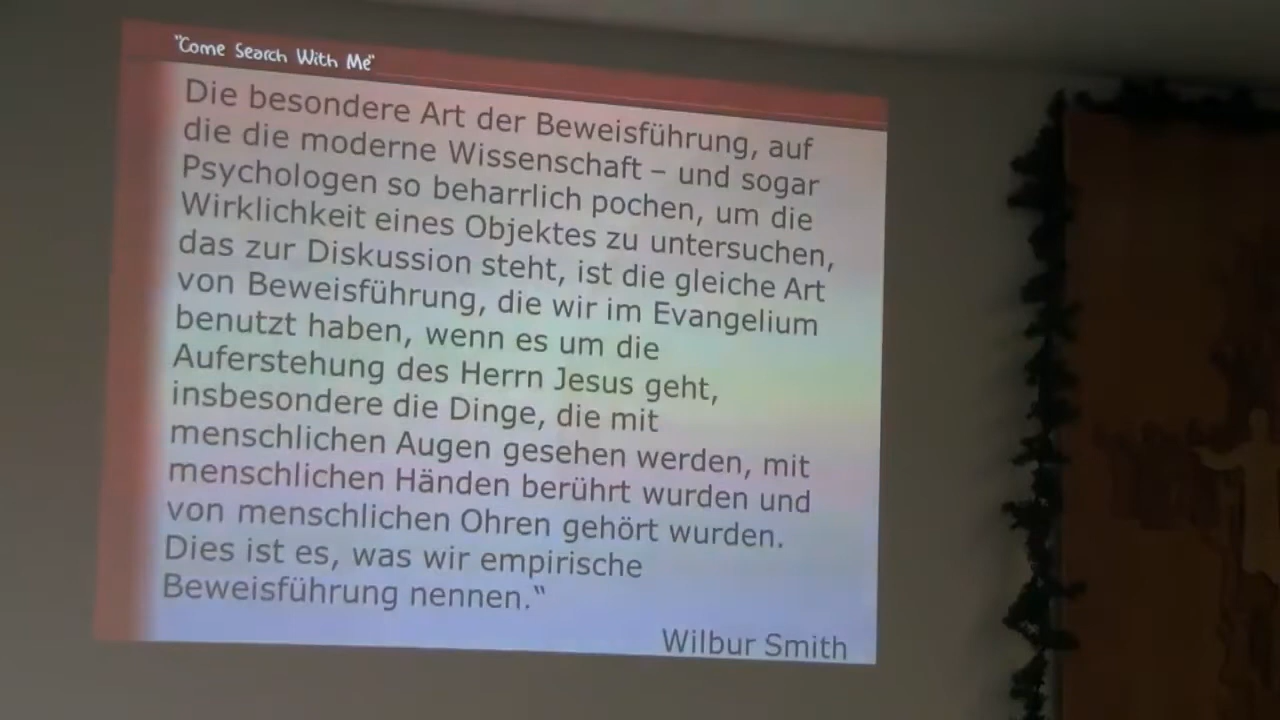 "Come Search With Me"
Die besondere Art der Beweisführung, auf
die die moderne Wissenschaft – und sogar
Psychologen so beharrlich pochen, um die
Wirklichkeit eines Objektes zu untersuchen,
das zur Diskussion steht, ist die gleiche Art
von Beweisführung, die wir im Evangelium
benutzt haben, wenn es um die
Auferstehung des Herrn Jesus geht,
insbesondere die Dinge, die mit
menschlichen Augen gesehen werden, mit
menschlichen Händen berührt wurden und
von menschlichen Ohren gehört wurden.
Dies ist es, was wir empirische
Beweisführung nennen.“
Wilbur Smith